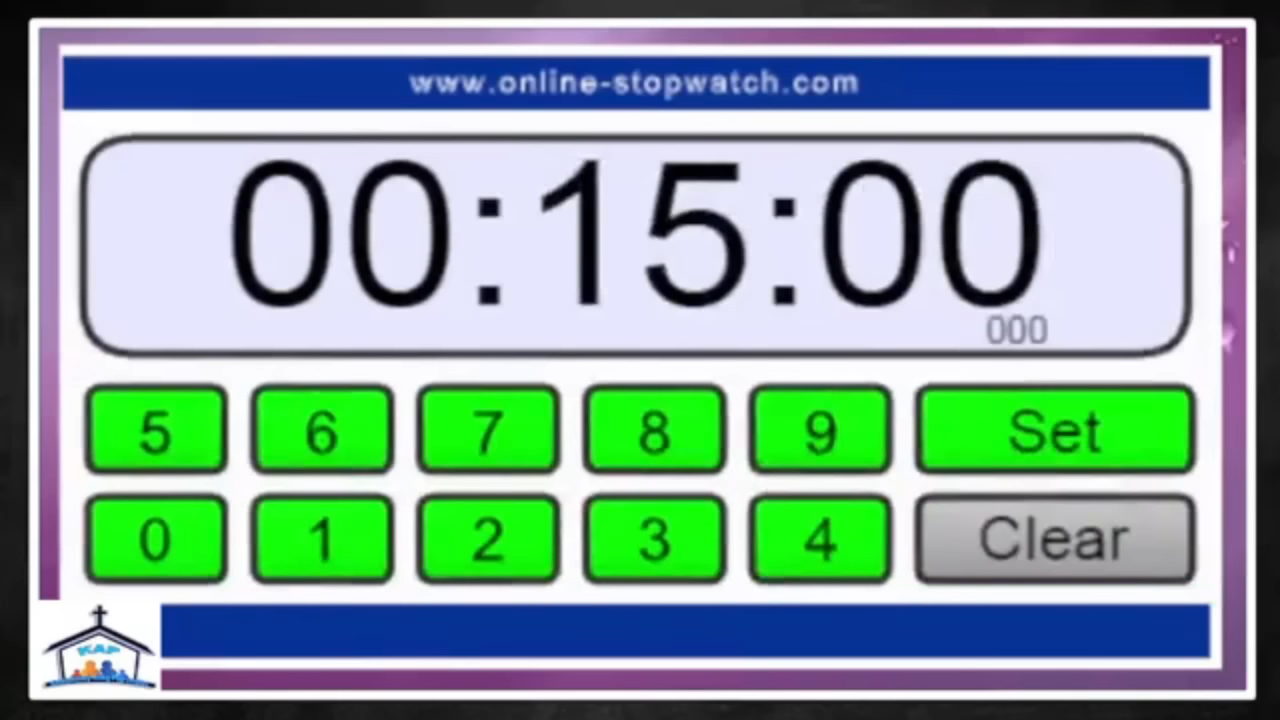 www.online-stopwatch.com
00:15:00
000
5 6 7 8 9 Set
0 1 2 3 4 Clear
KAP